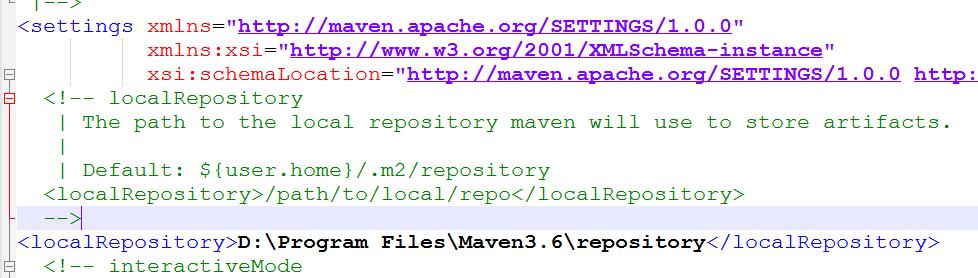 |-->
<settings xmlns="http://maven.apache.org/SETTINGS/1.0.0"
xmlns:xsi="http://www.w3.org/2001/XMLSchema-instance"
xsi:schemaLocation="http://maven.apache.org/SETTINGS/1.0.0 http:
<!-- localRepository
| The path to the local repository maven will use to store artifacts.
|
| Default: ${user.home}/.m2/repository
<localRepository>/path/to/local/repo</localRepository>
-->
<localRepository>D:\Program Files\Maven3.6\repository</localRepository>
<!-- interactiveMode